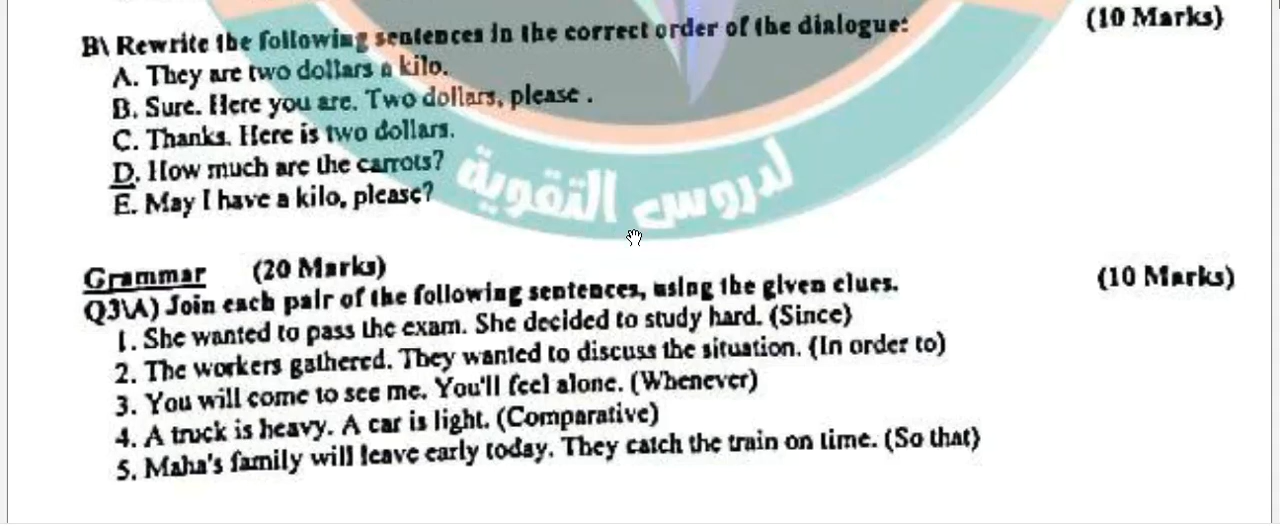 (10 Marks)
B\ Rewrite the following sentences in the correct order of the dialogue:
A. They are two dollars a kilo.
B. Sure. Here you are. Two dollars, please .
C. Thanks. Here is two dollars.
D. How much are the carrots?
E. May I have a kilo, please?
لدروس التقوية
Grammar (20 Marks)
Q3\A) Join each pair of the following sentences, using the given clues. (10 Marks)
1. She wanted to pass the exam. She decided to study hard. (Since)
2. The workers gathered. They wanted to discuss the situation. (In order to)
3. You will come to see me. You'll feel alone. (Whenever)
4. A truck is heavy. A car is light. (Comparative)
5. Maha's family will leave early today. They catch the train on time. (So that)